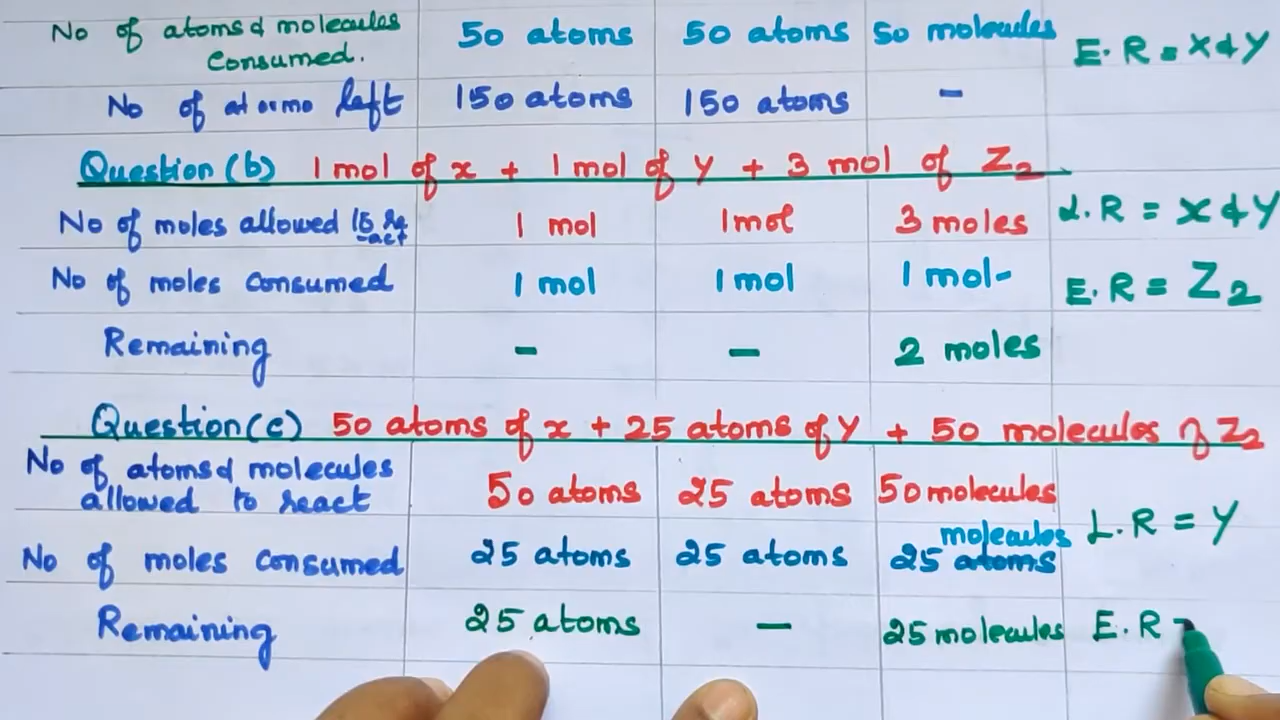 No of atoms & molecules consumed. 50 atoms 50 atoms 50 molecules E.R = X & Y
No of atoms left 150 atoms 150 atoms -
Question (b) 1 mol of x + 1 mol of Y + 3 mol of Z2
No of moles allowed to react 1 mol 1 mol 3 moles L.R = X & Y
No of moles consumed 1 mol 1 mol 1 mol- E.R = Z2
Remaining - - 2 moles
Question (c) 50 atoms of x + 25 atoms of Y + 50 molecules of Z2
No of atoms & molecules allowed to react 50 atoms 25 atoms 50 molecules L.R = Y
No of moles consumed 25 atoms 25 atoms 25 atoms molecules
Remaining 25 atoms - 25 molecules E.R =